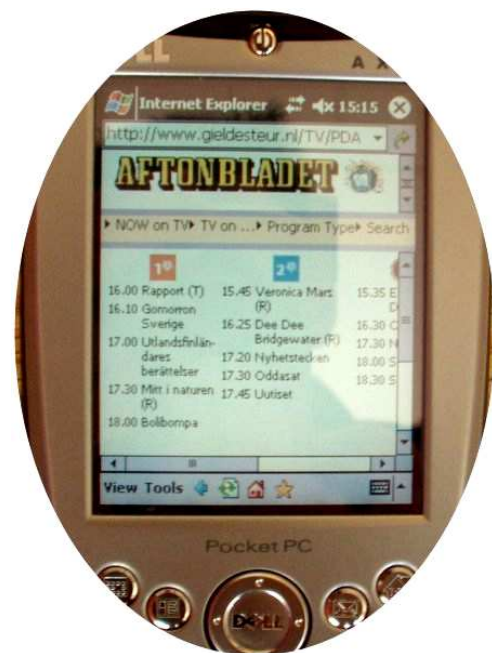 Internet Explorer 15:15
http://www.gieldesteur.nl/TV/PDA
AFTONBLADET
NOW on TV TV on ... Program Type Search
1
16.00 Rapport (T)
16.10 Gomorron
Sverige
17.00 Utlandsfinlän-
dares
berättelser
17.30 Mitt i naturen
(R)
18.00 Bolibompa
2
15.45 Veronica Mars
(R)
16.25 Dee Dee
Bridgewater (R)
17.20 Nyhetstecken
17.30 Oddasat
17.45 Uutiset
15.35 E
D
16.30
17.30 N
18.00 S
18.30 S
View Tools
Pocket PC
DELL